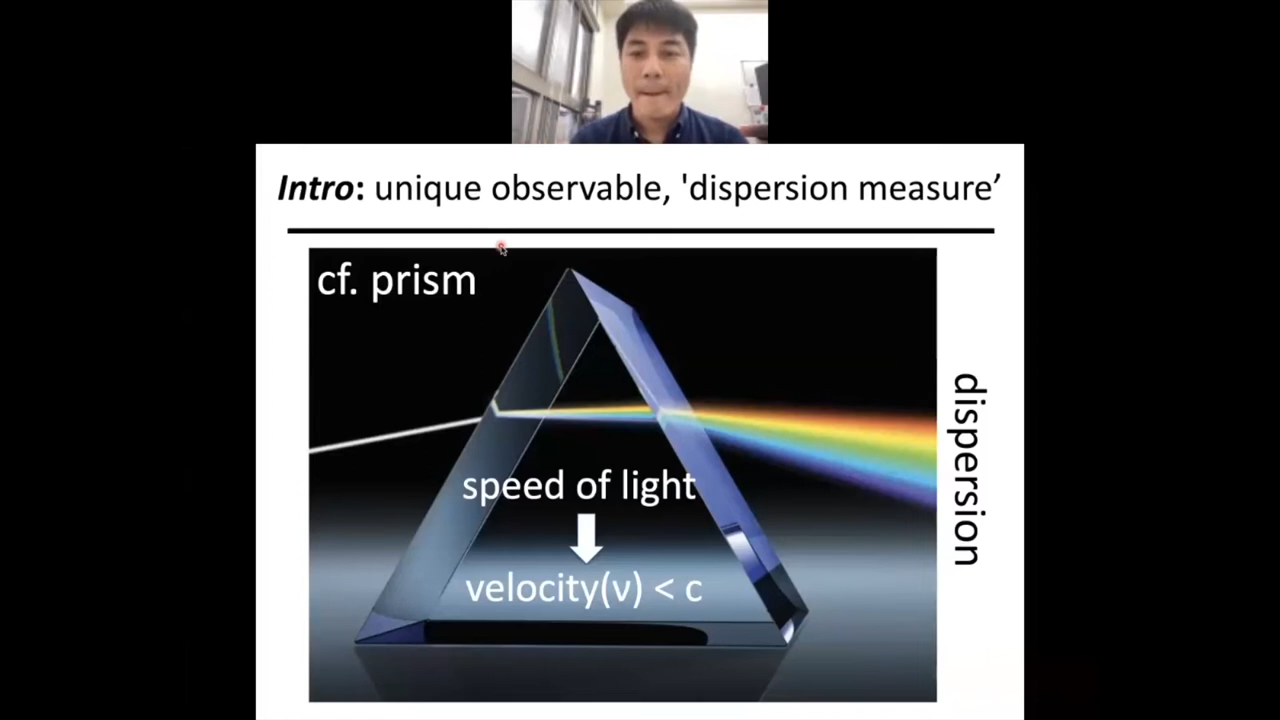 Intro: unique observable, 'dispersion measure’
cf. prism
speed of light
velocity(ν) < c
dispersion